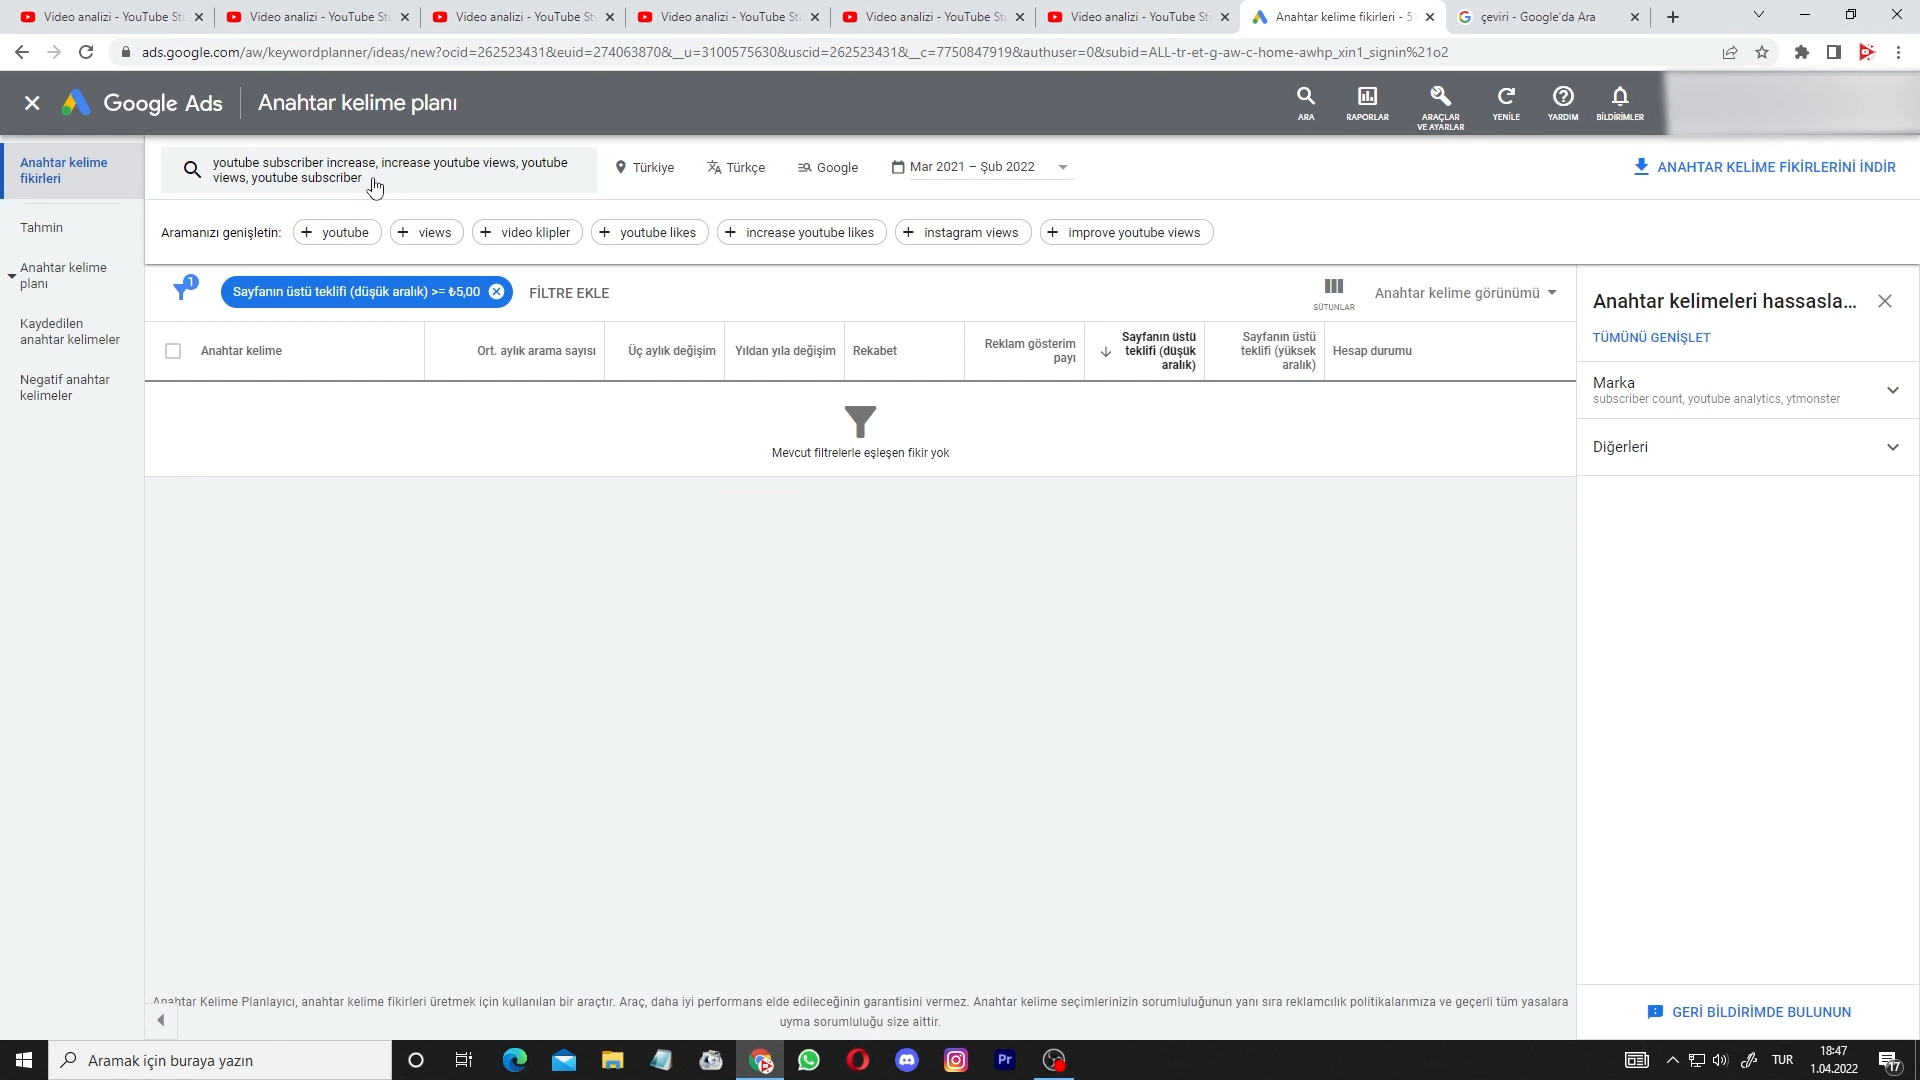 Video analizi - YouTube St
Video analizi - YouTube St
Video analizi - YouTube St
Video analizi - YouTube St
Video analizi - YouTube St
Video analizi - YouTube St
Anahtar kelime fikirleri - 5
çeviri - Google'da Ara
ads.google.com/aw/keywordplanner/ideas/new?ocid=262523431&euid=274063870&__u=3100575630&uscid=262523431&__c=7750847919&authuser=0&subid=ALL-tr-et-g-aw-c-home-awhp_xin1_signin%21o2
Google Ads
Anahtar kelime planı
ARA
RAPORLAR
ARAÇLAR
VE AYARLAR
YENİLE
YARDIM
BİLDİRİMLER
Anahtar kelime
fikirleri
Tahmin
Anahtar kelime
planı
Kaydedilen
anahtar kelimeler
Negatif anahtar
kelimeler
youtube subscriber increase, increase youtube views, youtube
views, youtube subscriber
Türkiye
Türkçe
Google
Mar 2021 – Şub 2022
ANAHTAR KELİME FİKİRLERİNİ İNDİR
Aramanızı genişletin:
youtube
views
video klipler
youtube likes
increase youtube likes
instagram views
improve youtube views
1
Sayfanın üstü teklifi (düşük aralık) >= ₺5,00
FİLTRE EKLE
SÜTUNLAR
Anahtar kelime görünümü
Anahtar kelime
Ort. aylık arama sayısı
Üç aylık değişim
Yıldan yıla değişim
Rekabet
Reklam gösterim
payı
Sayfanın üstü
teklifi (düşük
aralık)
Sayfanın üstü
teklifi (yüksek
aralık)
Hesap durumu
Mevcut filtrelerle eşleşen fikir yok
Anahtar kelimeleri hassasla...
TÜMÜNÜ GENİŞLET
Marka
subscriber count, youtube analytics, ytmonster
Diğerleri
Anahtar Kelime Planlayıcı, anahtar kelime fikirleri üretmek için kullanılan bir araçtır. Araç, daha iyi performans elde edileceğinin garantisini vermez. Anahtar kelime seçimlerinizin sorumluluğunun yanı sıra reklamcılık politikalarımıza ve geçerli tüm yasalara
uyma sorumluluğu size aittir.
GERİ BİLDİRİMDE BULUNUN
Aramak için buraya yazın
Pr
TUR
18:47
1.04.2022
17